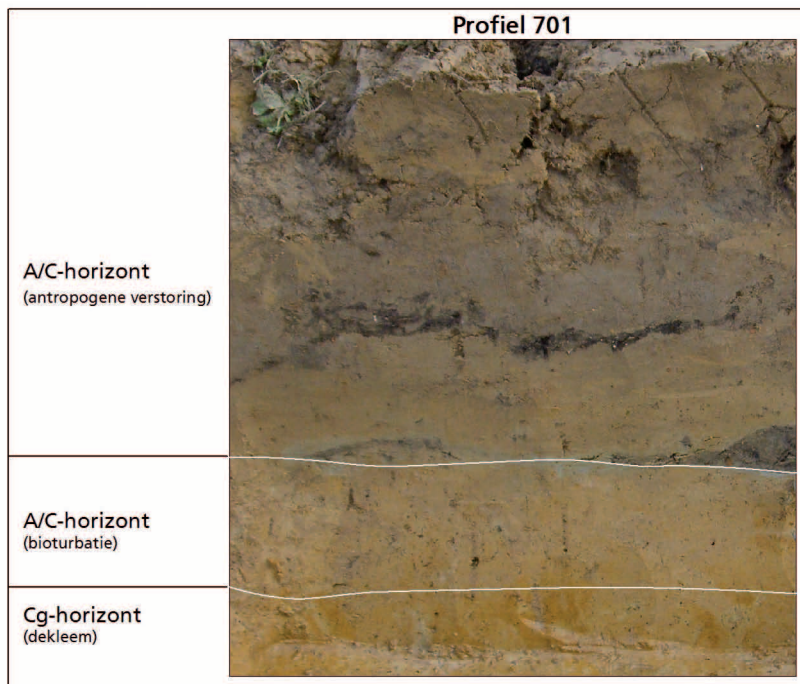 Profiel 701
A/C-horizont
(antropogene verstoring)
A/C-horizont
(bioturbatie)
Cg-horizont
(dekleem)